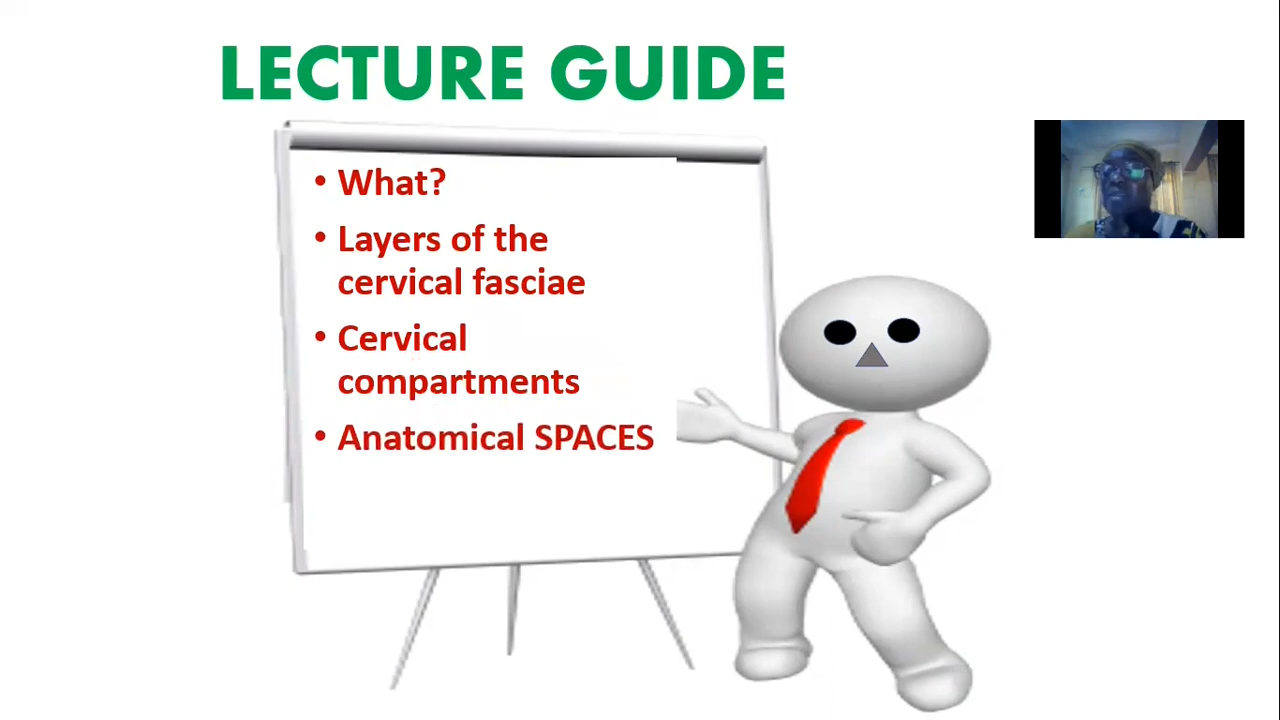 LECTURE GUIDE
• What?
• Layers of the
cervical fasciae
• Cervical
compartments
• Anatomical SPACES